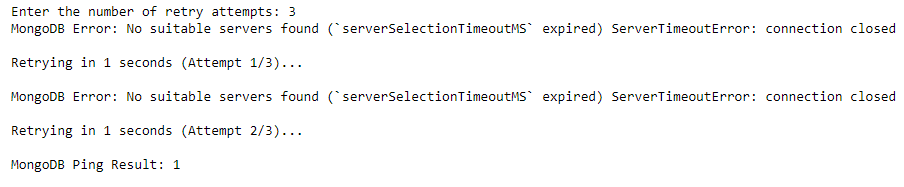 Enter the number of retry attempts: 3
MongoDB Error: No suitable servers found (`serverSelectionTimeoutMS` expired) ServerTimeoutError: connection closed
Retrying in 1 seconds (Attempt 1/3)...
MongoDB Error: No suitable servers found (`serverSelectionTimeoutMS` expired) ServerTimeoutError: connection closed
Retrying in 1 seconds (Attempt 2/3)...
MongoDB Ping Result: 1